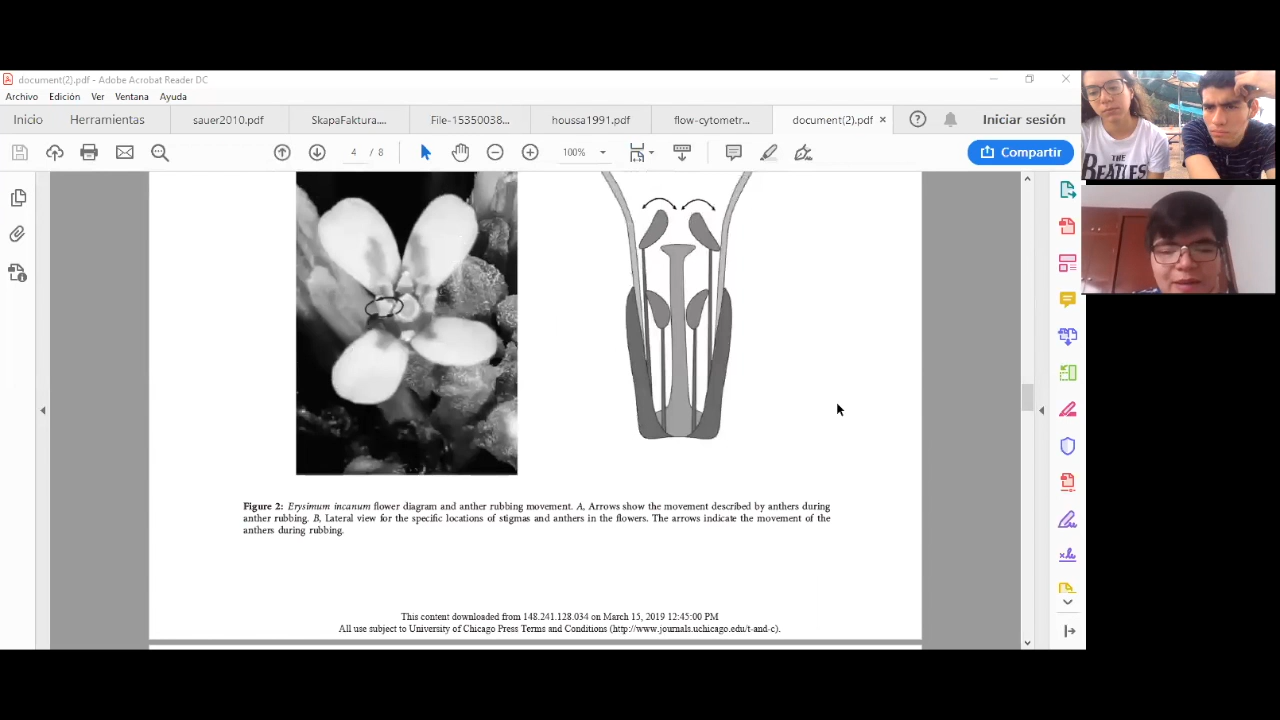 document(2).pdf - Adobe Acrobat Reader DC
Archivo Edición Ver Ventana Ayuda
Inicio Herramientas sauer2010.pdf SkapaFaktura.... File-15350038... houssa1991.pdf flow-cytometr... document(2).pdf Iniciar sesión
4 / 8 100% Compartir
THE
BEATLES
Figure 2: Erysimum incanum flower diagram and anther rubbing movement. A, Arrows show the movement described by anthers during
anther rubbing. B, Lateral view for the specific locations of stigmas and anthers in the flowers. The arrows indicate the movement of the
anthers during rubbing.
This content downloaded from 148.241.128.034 on March 15, 2019 12:45:00 PM
All use subject to University of Chicago Press Terms and Conditions (http://www.journals.uchicago.edu/t-and-c).